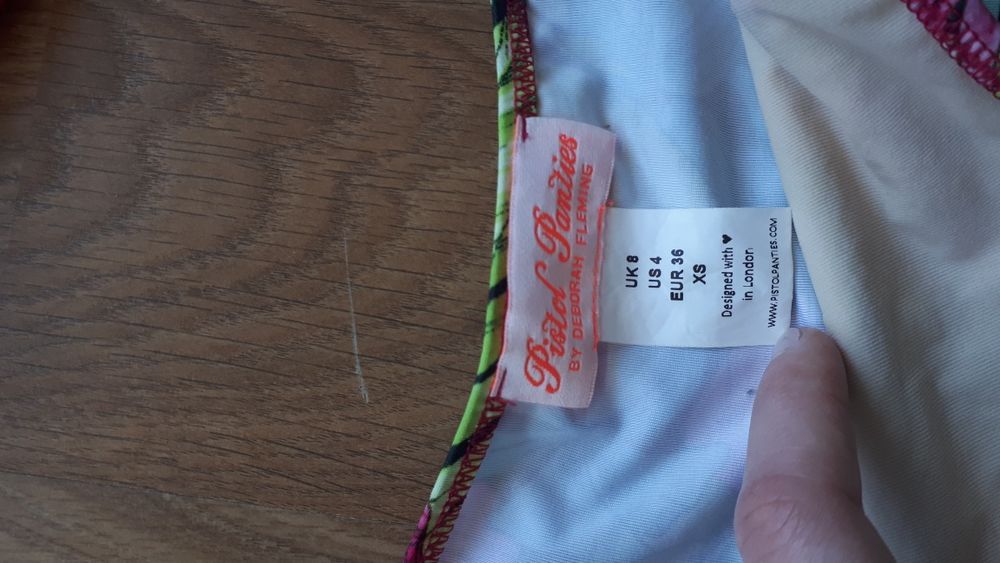 Pistol Panties
BY DEBORAH FLEMING
UK 8
US 4
EUR 36
XS
Designed with ♥
in London
WWW.PISTOLPANTIES.COM